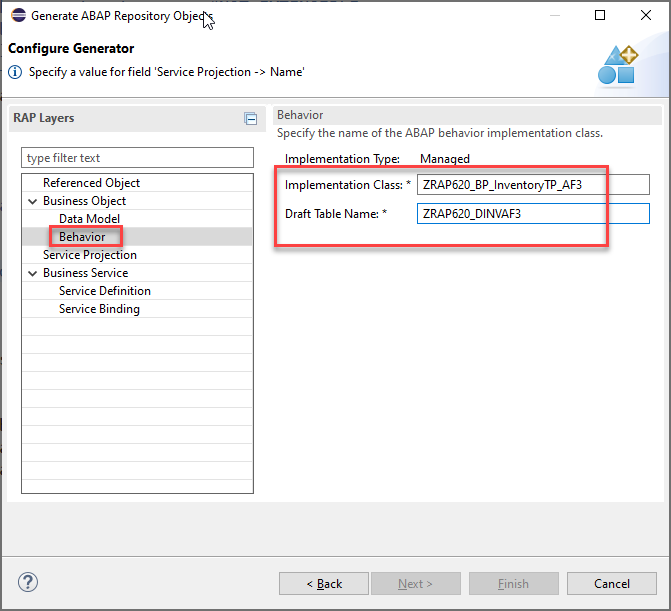 Generate ABAP Repository Objects
Configure Generator
Specify a value for field 'Service Projection -> Name'
RAP Layers
type filter text
Referenced Object
Business Object
Data Model
Behavior
Service Projection
Business Service
Service Definition
Service Binding
Behavior
Specify the name of the ABAP behavior implementation class.
Implementation Type: Managed
Implementation Class: * ZRAP620_BP_InventoryTP_AF3
Draft Table Name: * ZRAP620_DINVAF3
? < Back Next > Finish Cancel